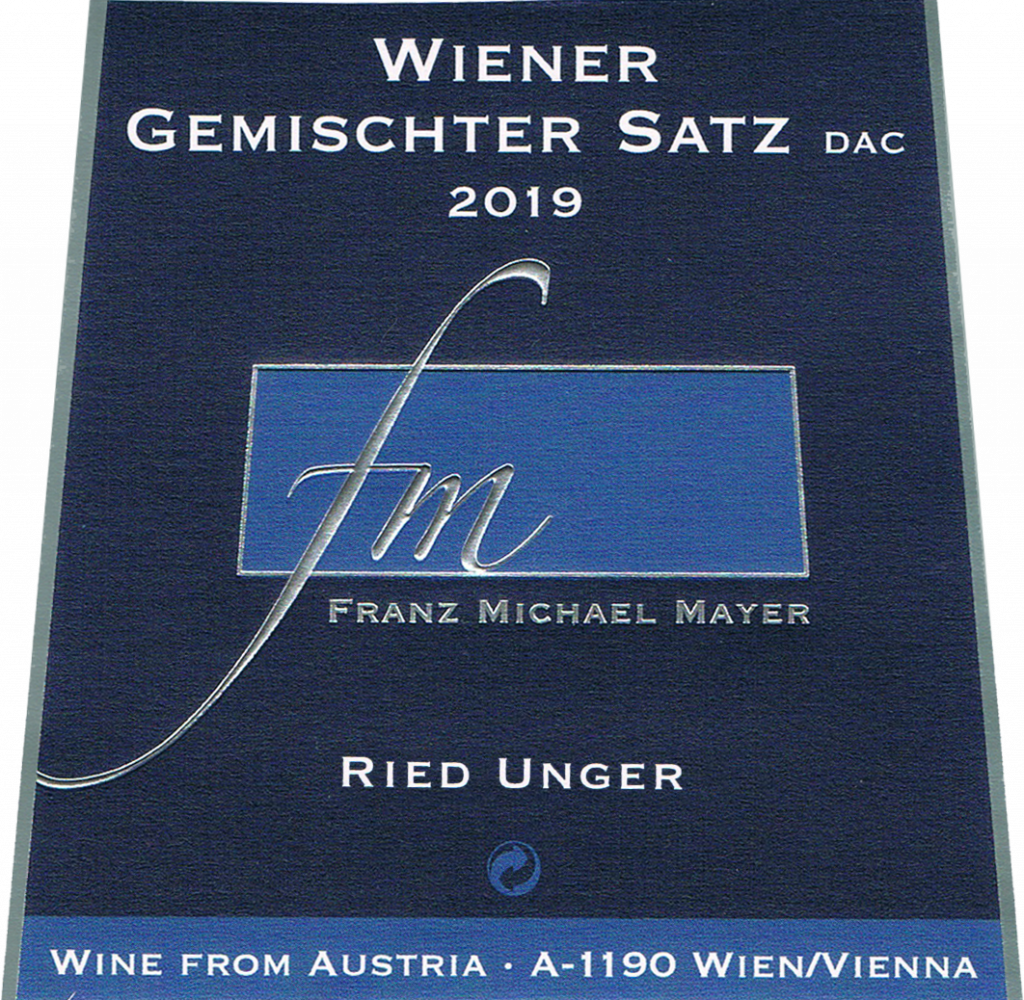 WIENER
GEMISCHTER SATZ DAC
2019
fm
FRANZ MICHAEL MAYER
RIED UNGER
WINE FROM AUSTRIA · A-1190 WIEN/VIENNA